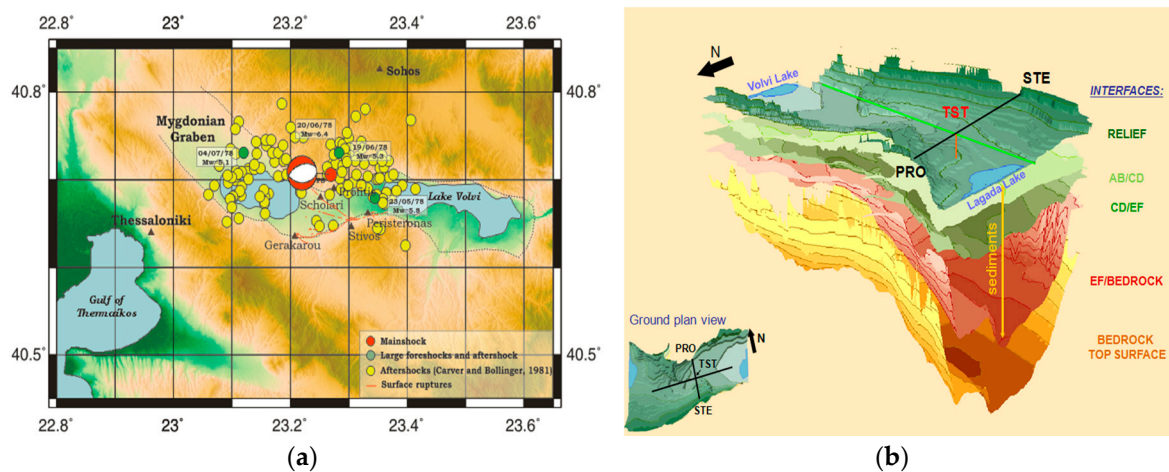 22.8°
23°
23.2°
23.4°
23.6°
40.8°
40.8°
Sohos
Mygdonian
Graben
20/06/78
Mw=6.4
04/07/78
Mw=5.1
19/06/78
Mw=5.3
23/05/78
Mw=5.8
Scholari
Lake Volvi
Thessaloniki
Peristeronas
Stivos
Gerakarou
Gulf of
Thermaikos
Mainshock
Large foreshocks and aftershock
Aftershocks (Carver and Bollinger, 1981)
Surface ruptures
40.5°
40.5°
22.8°
23°
23.2°
23.4°
23.6°
(a)
N
Volvi Lake
STE
INTERFACES:
TST
RELIEF
PRO
AB/CD
Lagada Lake
CD/EF
sediments
EF/BEDROCK
Ground plan view
N
PRO
TST
STE
BEDROCK
TOP SURFACE
(b)